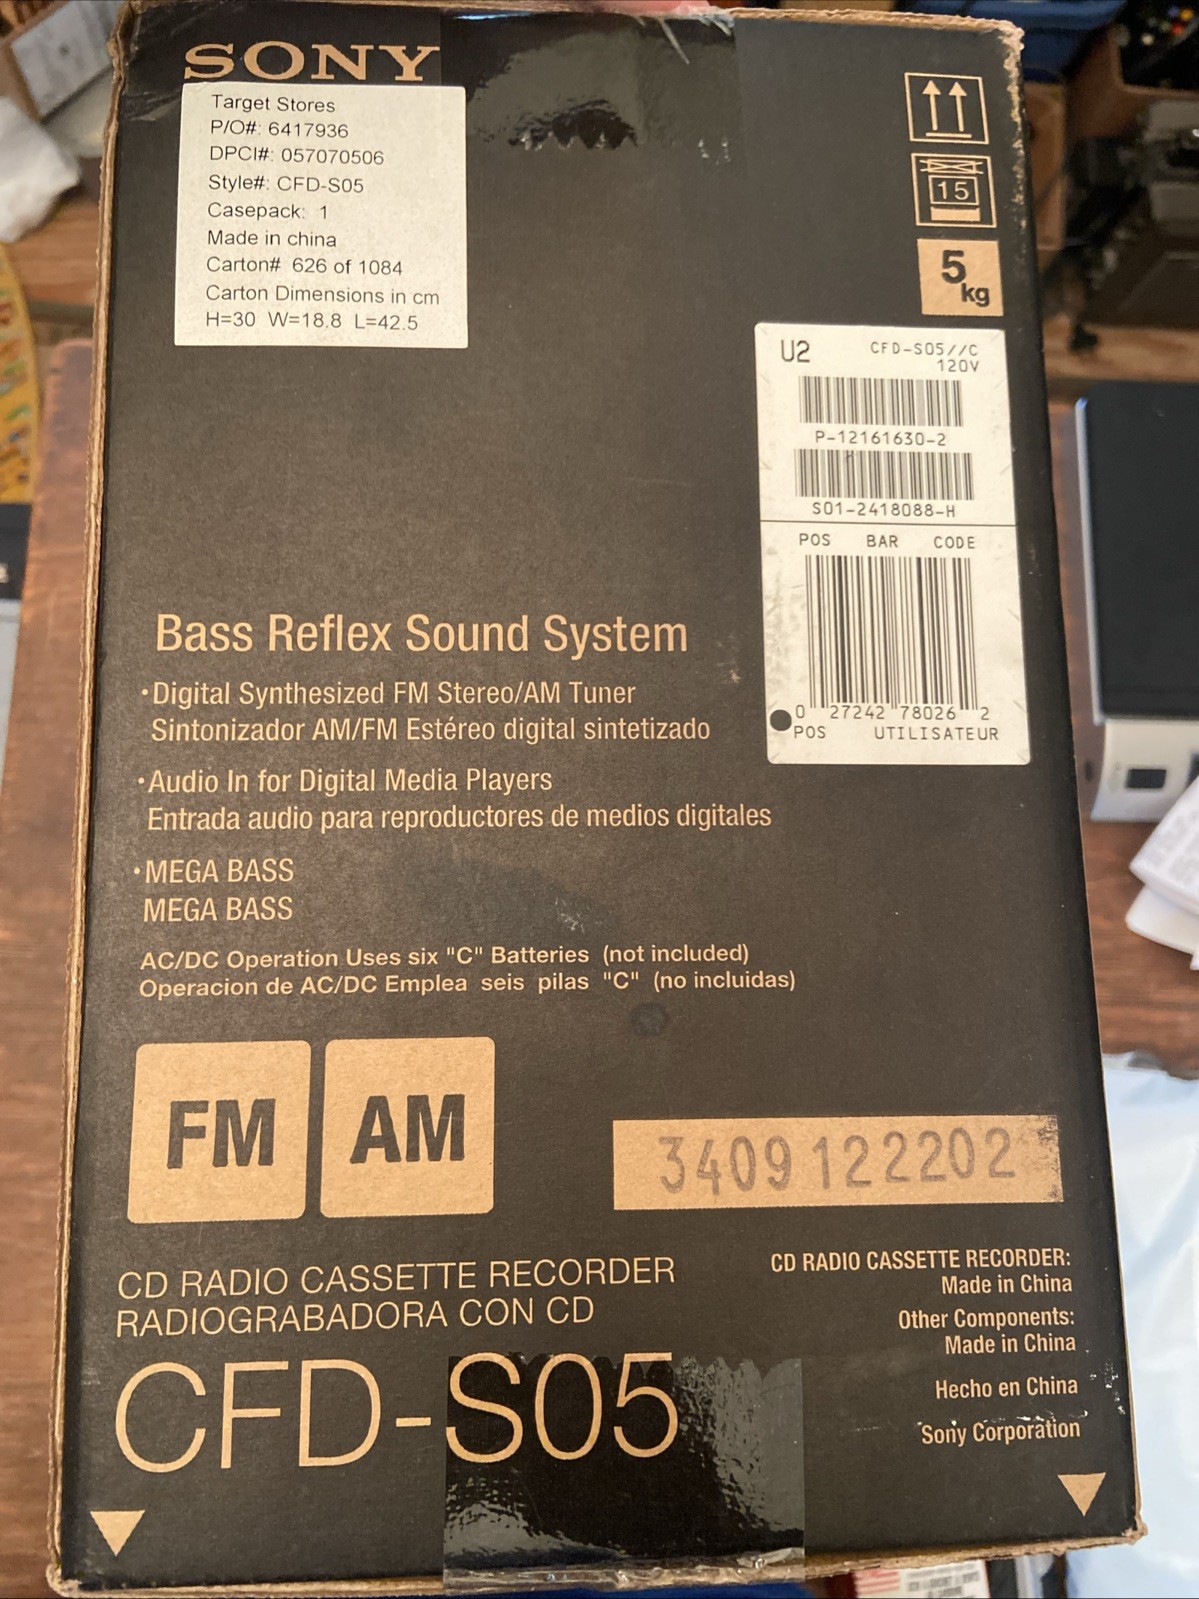 SONY
Target Stores
P/O#: 6417936
DPCI#: 057070506
Style#: CFD-S05
Casepack: 1
Made in china
Carton# 626 of 1084
Carton Dimensions in cm
H=30 W=18.8 L=42.5
15
5
kg
U2 CFD-S05//C
120V
P-12161630-2
S01-2418088-H
POS BAR CODE
0 27242 78026 2
POS UTILISATEUR
Bass Reflex Sound System
•Digital Synthesized FM Stereo/AM Tuner
Sintonizador AM/FM Estéreo digital sintetizado
•Audio In for Digital Media Players
Entrada audio para reproductores de medios digitales
•MEGA BASS
MEGA BASS
AC/DC Operation Uses six "C" Batteries (not included)
Operacion de AC/DC Emplea seis pilas "C" (no incluidas)
FM AM
3409122202
CD RADIO CASSETTE RECORDER
RADIOGRABADORA CON CD
CFD-S05
CD RADIO CASSETTE RECORDER:
Made in China
Other Components:
Made in China
Hecho en China
Sony Corporation